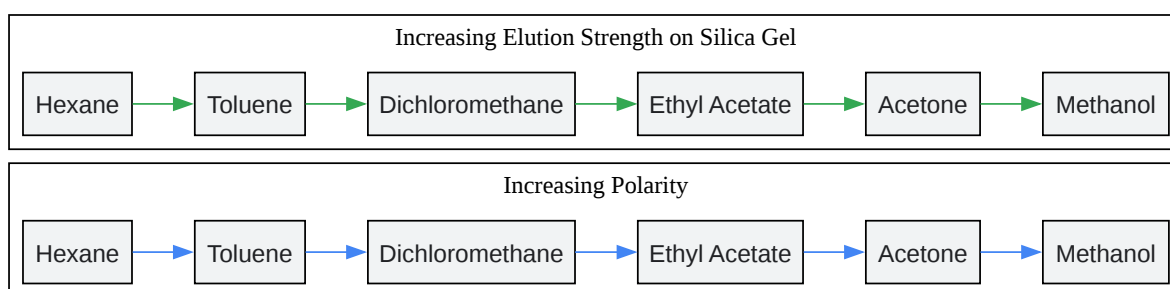 Increasing Elution Strength on Silica Gel
Hexane Toluene Dichloromethane Ethyl Acetate Acetone Methanol
Increasing Polarity
Hexane Toluene Dichloromethane Ethyl Acetate Acetone Methanol